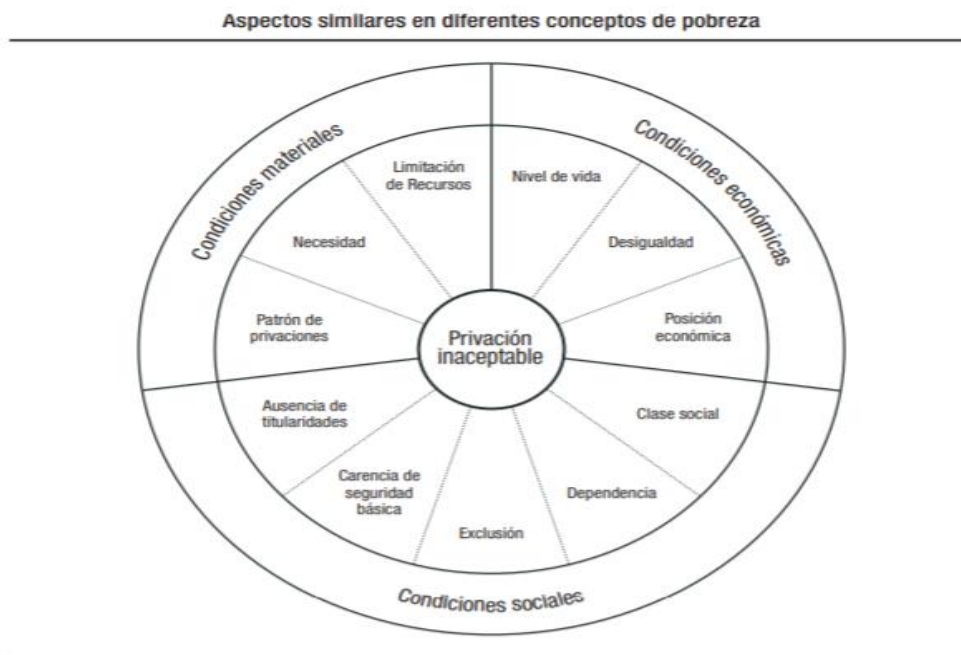 Aspectos similares en diferentes conceptos de pobreza
Condiciones materiales
Condiciones económicas
Limitación
de Recursos
Nivel de vida
Necesidad
Desigualdad
Patrón de
privaciones
Posición
económica
Privación
inaceptable
Ausencia de
titularidades
Clase social
Carencia de
seguridad
básica
Dependencia
Exclusión
Condiciones sociales